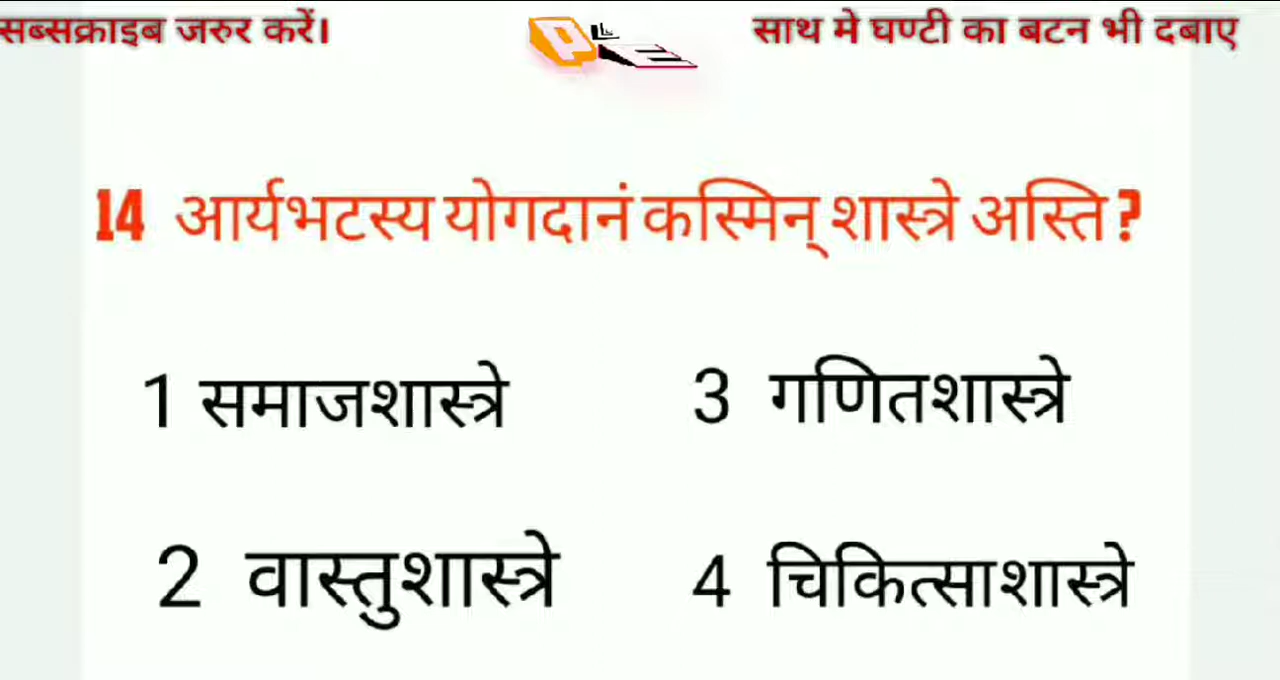 सब्सक्राइब जरुर करें।
साथ मे घण्टी का बटन भी दबाए
14 आर्यभटस्य योगदानं कस्मिन् शास्त्रे अस्ति ?
1 समाजशास्त्रे
3 गणितशास्त्रे
2 वास्तुशास्त्रे
4 चिकित्साशास्त्रे